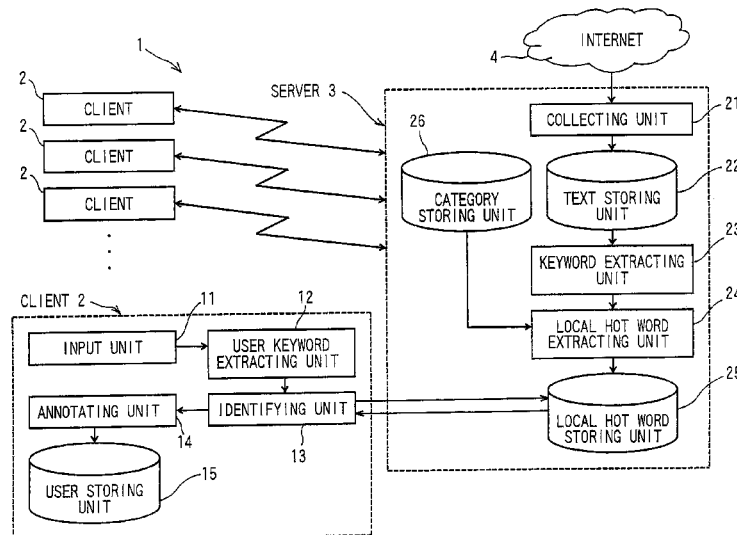 1
INTERNET
4
2
CLIENT
SERVER 3
26
COLLECTING UNIT
21
2
CLIENT
2
CLIENT
CATEGORY
STORING UNIT
TEXT STORING
UNIT
22
KEYWORD EXTRACTING
UNIT
23
LOCAL HOT WORD
EXTRACTING UNIT
24
LOCAL HOT WORD
STORING UNIT
25
CLIENT 2
11
12
INPUT UNIT
USER KEYWORD
EXTRACTING UNIT
ANNOTATING UNIT
IDENTIFYING UNIT
14
13
USER STORING
UNIT
15